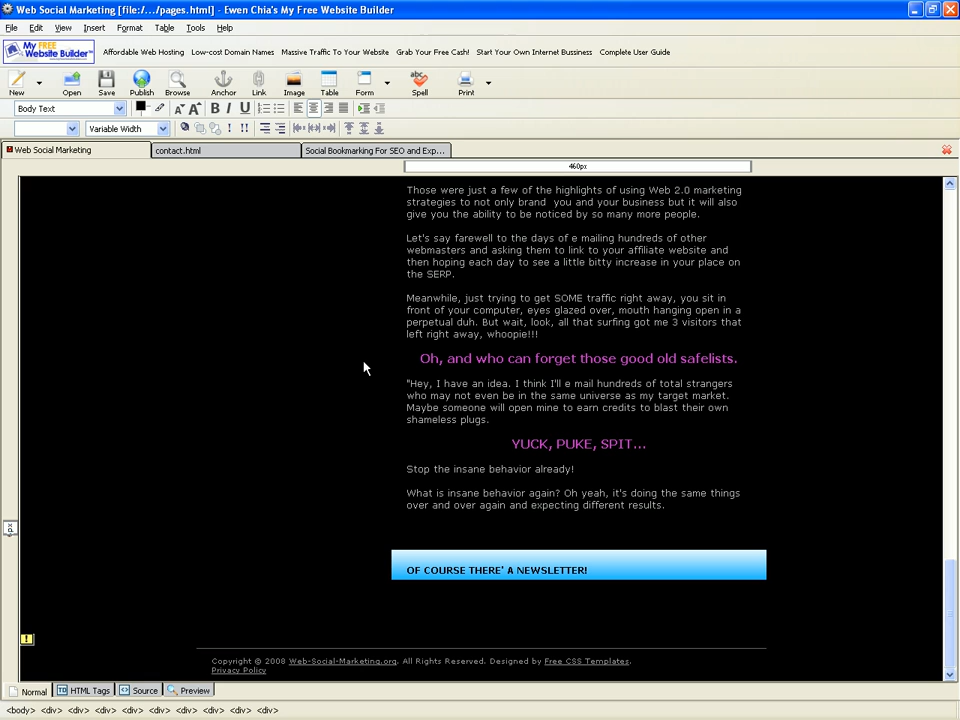 Web Social Marketing [file:/.../pages.html] - Ewen Chia's My Free Website Builder
File Edit View Insert Format Table Tools Help
My FREE Website Builder Affordable Web Hosting Low-cost Domain Names Massive Traffic To Your Website Grab Your Free Cash! Start Your Own Internet Bussiness Complete User Guide
New Open Save Publish Browse Anchor Link Image Table Form Spell Print
Body Text
Variable Width
Web Social Marketing contact.html Social Bookmarking For SEO and Exp...
460px
Those were just a few of the highlights of using Web 2.0 marketing
strategies to not only brand you and your business but it will also
give you the ability to be noticed by so many more people.
Let's say farewell to the days of e mailing hundreds of other
webmasters and asking them to link to your affiliate website and
then hoping each day to see a little bitty increase in your place on
the SERP.
Meanwhile, just trying to get SOME traffic right away, you sit in
front of your computer, eyes glazed over, mouth hanging open in a
perpetual duh. But wait, look, all that surfing got me 3 visitors that
left right away, whoopie!!!
Oh, and who can forget those good old safelists.
"Hey, I have an idea. I think I'll e mail hundreds of total strangers
who may not even be in the same universe as my target market.
Maybe someone will open mine to earn credits to blast their own
shameless plugs.
YUCK, PUKE, SPIT...
Stop the insane behavior already!
What is insane behavior again? Oh yeah, it's doing the same things
over and over again and expecting different results.
OF COURSE THERE' A NEWSLETTER!
Copyright © 2008 Web-Social-Marketing.org. All Rights Reserved. Designed by Free CSS Templates.
Privacy Policy
Normal HTML Tags Source Preview
<body> <div> <div> <div> <div> <div> <div> <div> <div> <div>